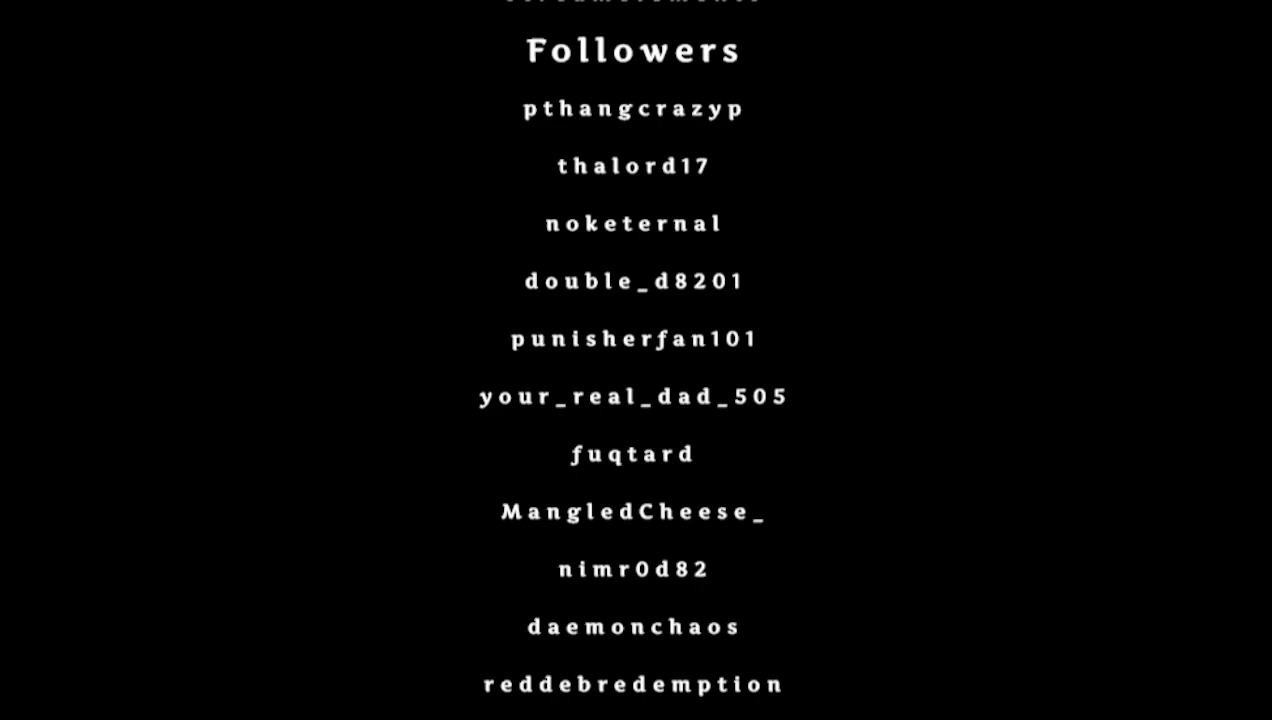 Followers
pthangcrazyp
thalord17
noketernal
double_d8201
punisherfan101
your_real_dad_505
fuqtard
MangledCheese_
nimr0d82
daemonchaos
reddebredemption